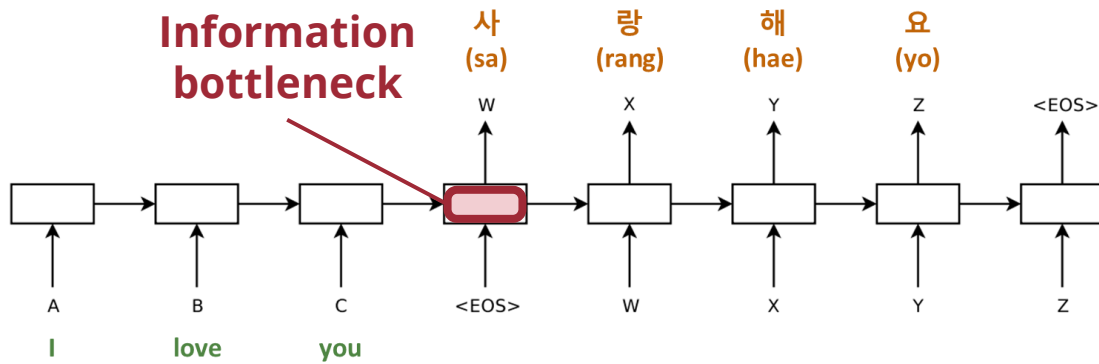 Information
bottleneck
사 랑 해 요
(sa) (rang) (hae) (yo)
W X Y Z <EOS>
A B C <EOS> W X Y Z
I love you